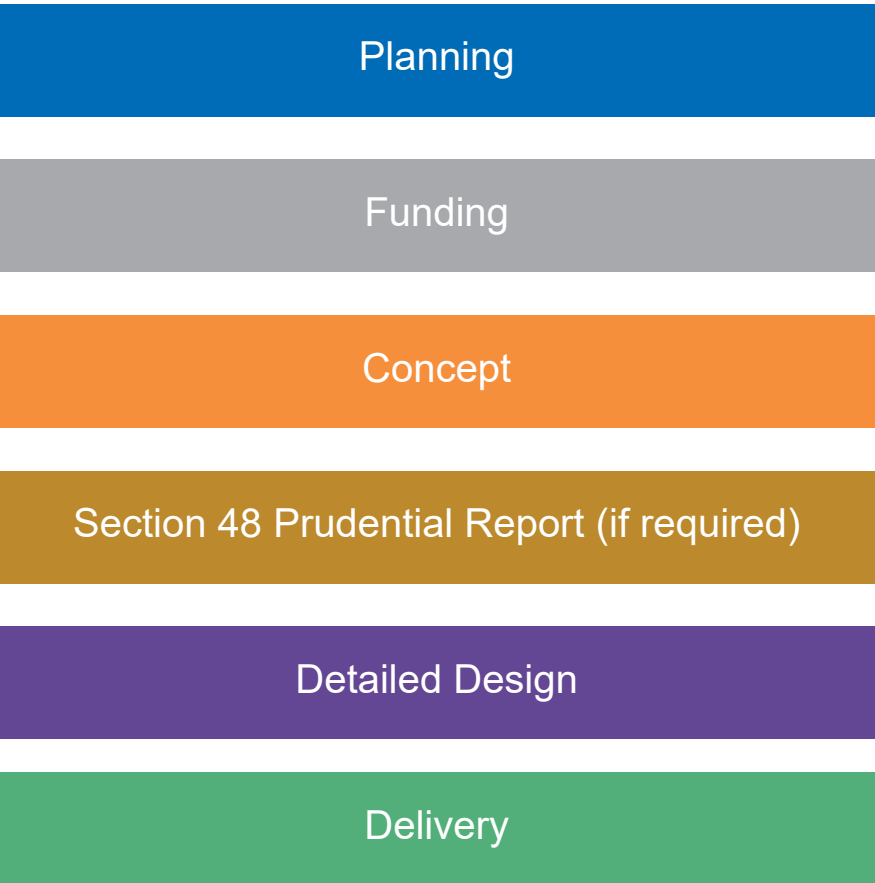 Planning
Funding
Concept
Section 48 Prudential Report (if required)
Detailed Design
Delivery